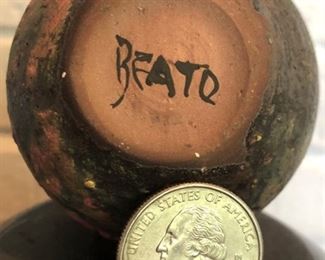 BEATO
UNITED STATES OF AMERICA